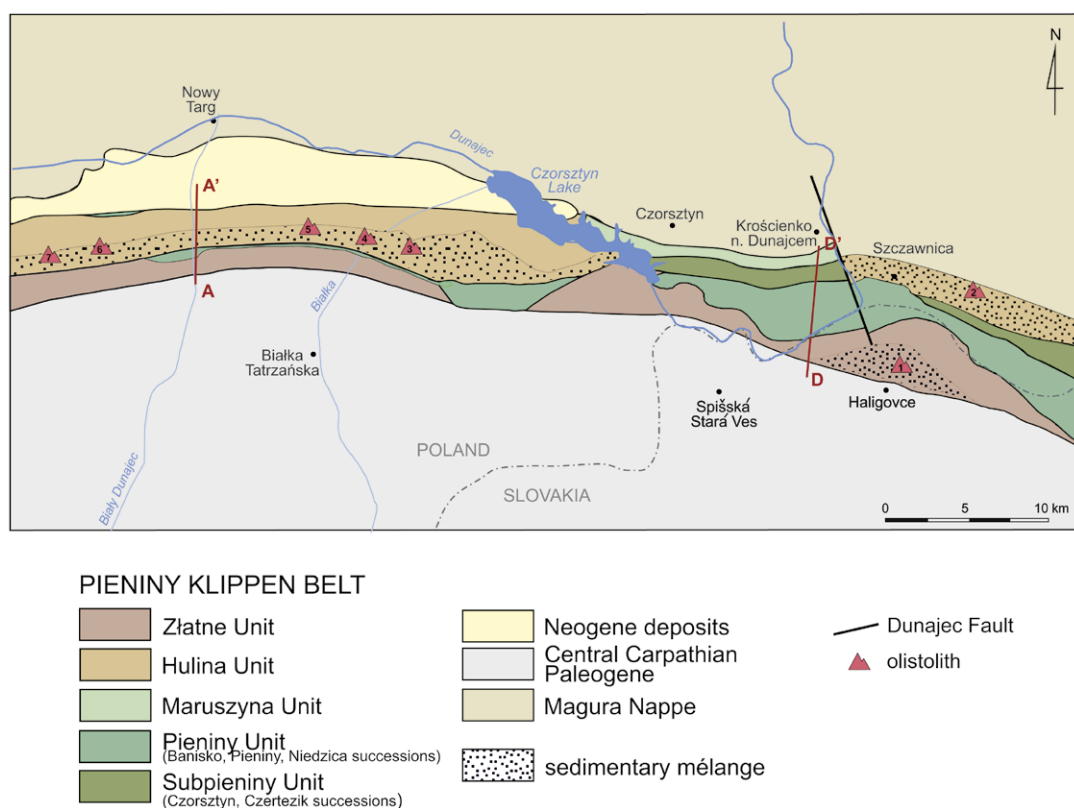 N
Nowy
Targ
Dunajec
Czorsztyn
Lake
A'
Czorsztyn
Krościenko
n. Dunajcem
D'
Szczawnica
5
4
3
6
7
2
A
Białka
1
Białka
Tatrzańska
D
Haligovce
Spišská
Stará Ves
POLAND
SLOVAKIA
Biały Dunajec
0 5 10 km
PIENINY KLIPPEN BELT
Złatne Unit
Hulina Unit
Maruszyna Unit
Pieniny Unit
(Banisko, Pieniny, Niedzica successions)
Subpieniny Unit
(Czorsztyn, Czertezik successions)
Neogene deposits
Central Carpathian
Paleogene
Magura Nappe
sedimentary mélange
Dunajec Fault
olistolith